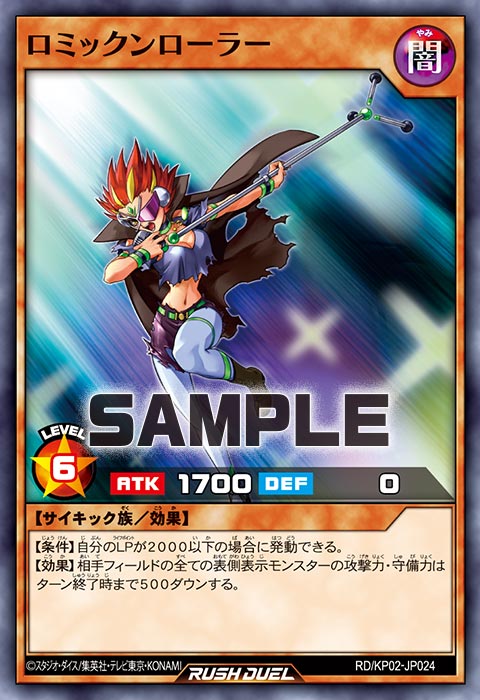 ロミックンローラー
やみ
闇
SAMPLE
LEVEL
6
ATK 1700 DEF 0
【サイキック族／効果】
【条件】自分のLPが2000以下の場合に発動できる。
【効果】相手フィールドの全ての表側表示モンスターの攻撃力・守備力は
ターン終了時まで500ダウンする。
©スタジオ・ダイス/集英社・テレビ東京・KONAMI
RUSH DUEL
RD/KP02-JP024